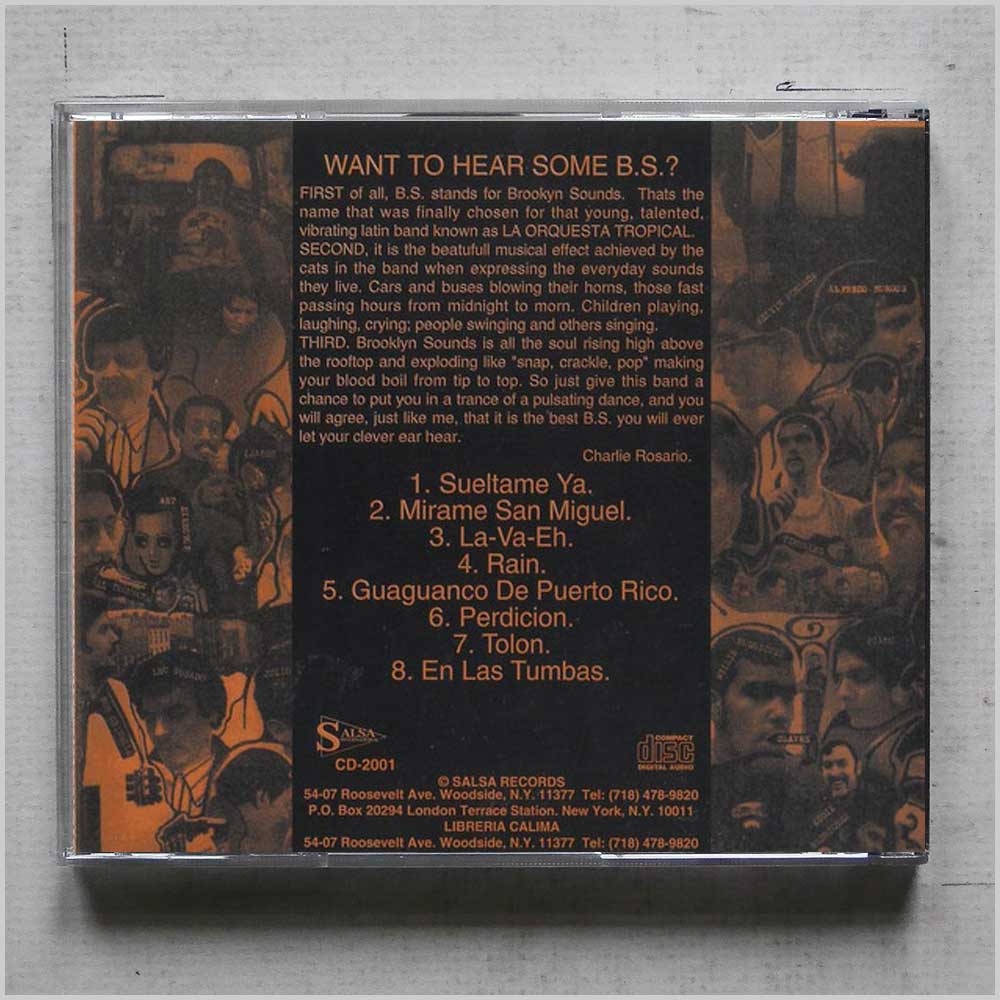 WANT TO HEAR SOME B.S.?
FIRST of all, B.S. stands for Brookyn Sounds. Thats the
name that was finally chosen for that young, talented,
vibrating latin band known as LA ORQUESTA TROPICAL.
SECOND, it is the beatufull musical effect achieved by the
cats in the band when expressing the everyday sounds
they live. Cars and buses blowing their horns, those fast
passing hours from midnight to morn. Children playing,
laughing, crying; people swinging and others singing.
THIRD. Brooklyn Sounds is all the soul rising high above
the rooftop and exploding like "snap, crackle, pop" making
your blood boil from tip to top. So just give this band a
chance to put you in a trance of a pulsating dance, and you
will agree, just like me, that it is the best B.S. you will ever
let your clever ear hear.
Charlie Rosario.
1. Sueltame Ya.
2. Mirame San Miguel.
3. La-Va-Eh.
4. Rain.
5. Guaguanco De Puerto Rico.
6. Perdicion.
7. Tolon.
8. En Las Tumbas.
SALSA
INTERNATIONAL
CD-2001
COMPACT
disc
DIGITAL AUDIO
© SALSA RECORDS
54-07 Roosevelt Ave. Woodside, N.Y. 11377 Tel: (718) 478-9820
P.O. Box 20294 London Terrace Station. New York, N.Y. 10011
LIBRERIA CALIMA
54-07 Roosevelt Ave. Woodside, N.Y. 11377 Tel: (718) 478-9820
ALFREDO
PIANO
CLAVES
JULIO
ART